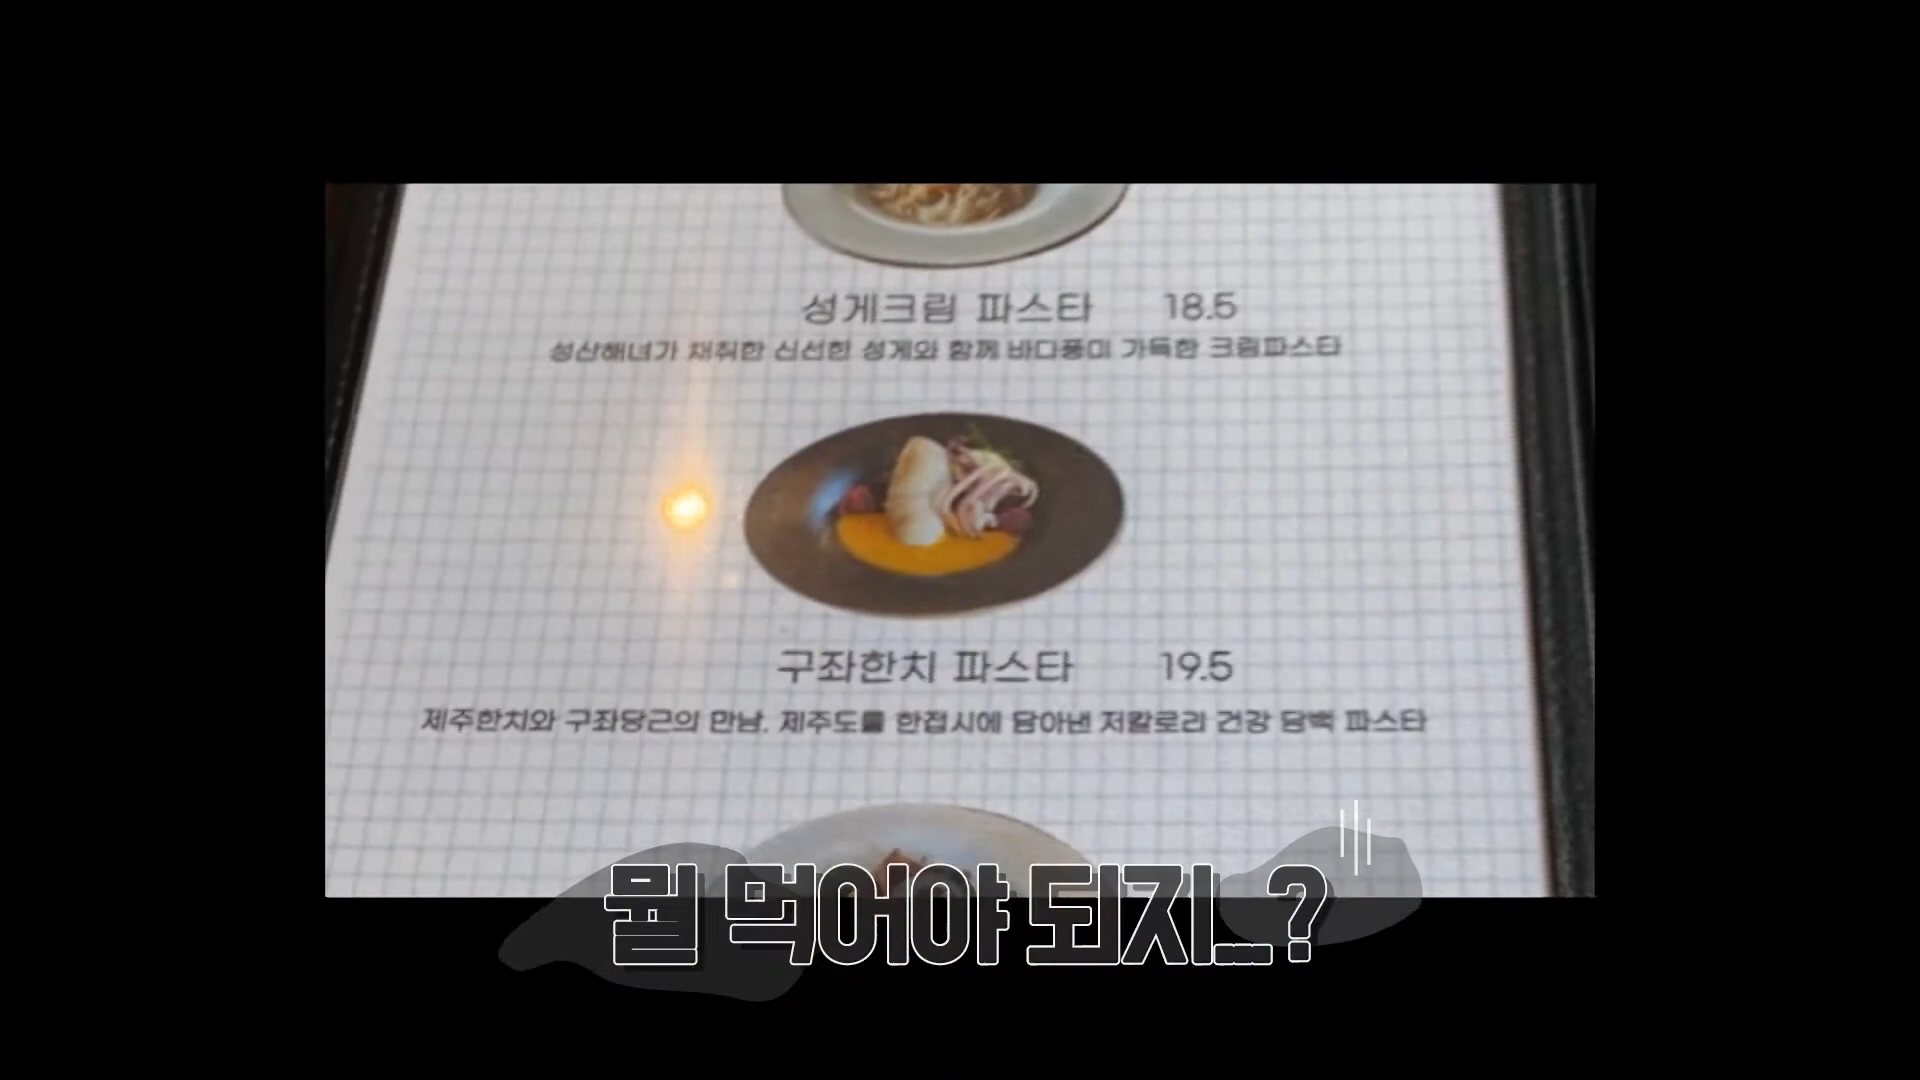 성게크림 파스타 18.5
성산해녀가 채취한 신선한 성게와 함께 바다풍미 가득한 크림파스타
구좌한치 파스타 19.5
제주한치와 구좌당근의 만남. 제주도를 한접시에 담아낸 저칼로리 건강 담백 파스타
뭘 먹어야 되지...?